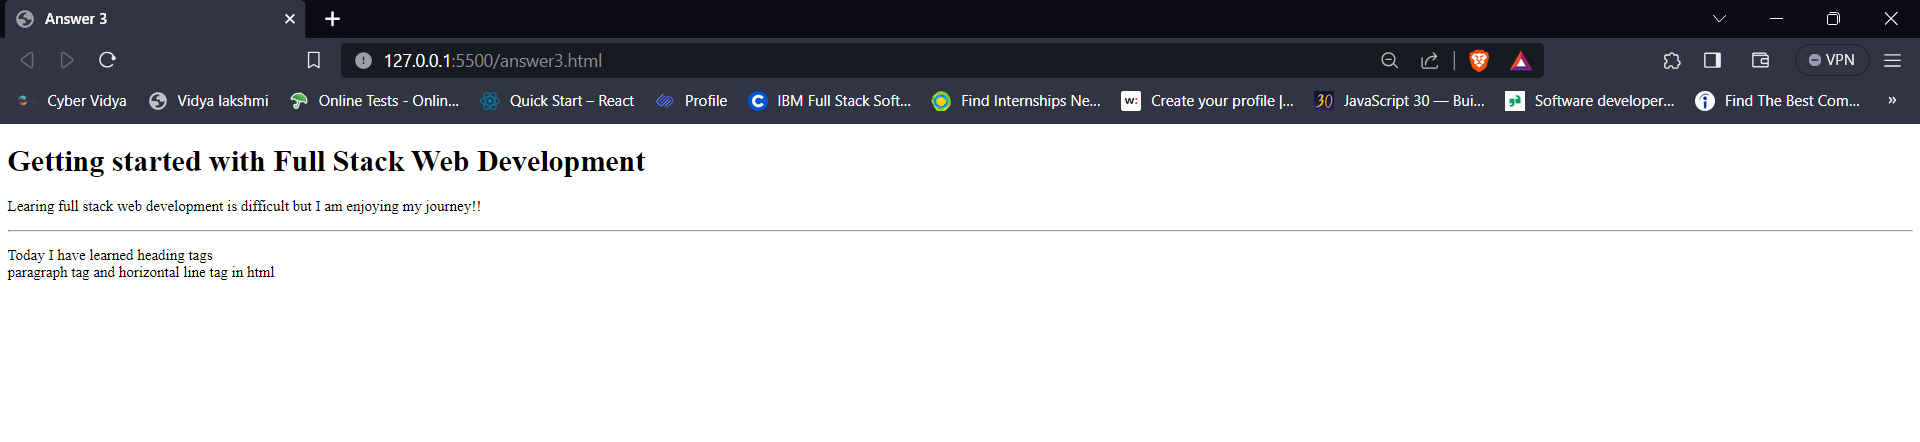 Answer 3
127.0.0.1:5500/answer3.html
VPN
Cyber Vidya Vidya lakshmi Online Tests - Onlin... Quick Start – React Profile C IBM Full Stack Soft... Find Internships Ne... w: Create your profile |... 30 JavaScript 30 — Bui... Software developer... Find The Best Com... »
Getting started with Full Stack Web Development
Learing full stack web development is difficult but I am enjoying my journey!!
Today I have learned heading tags
paragraph tag and horizontal line tag in html